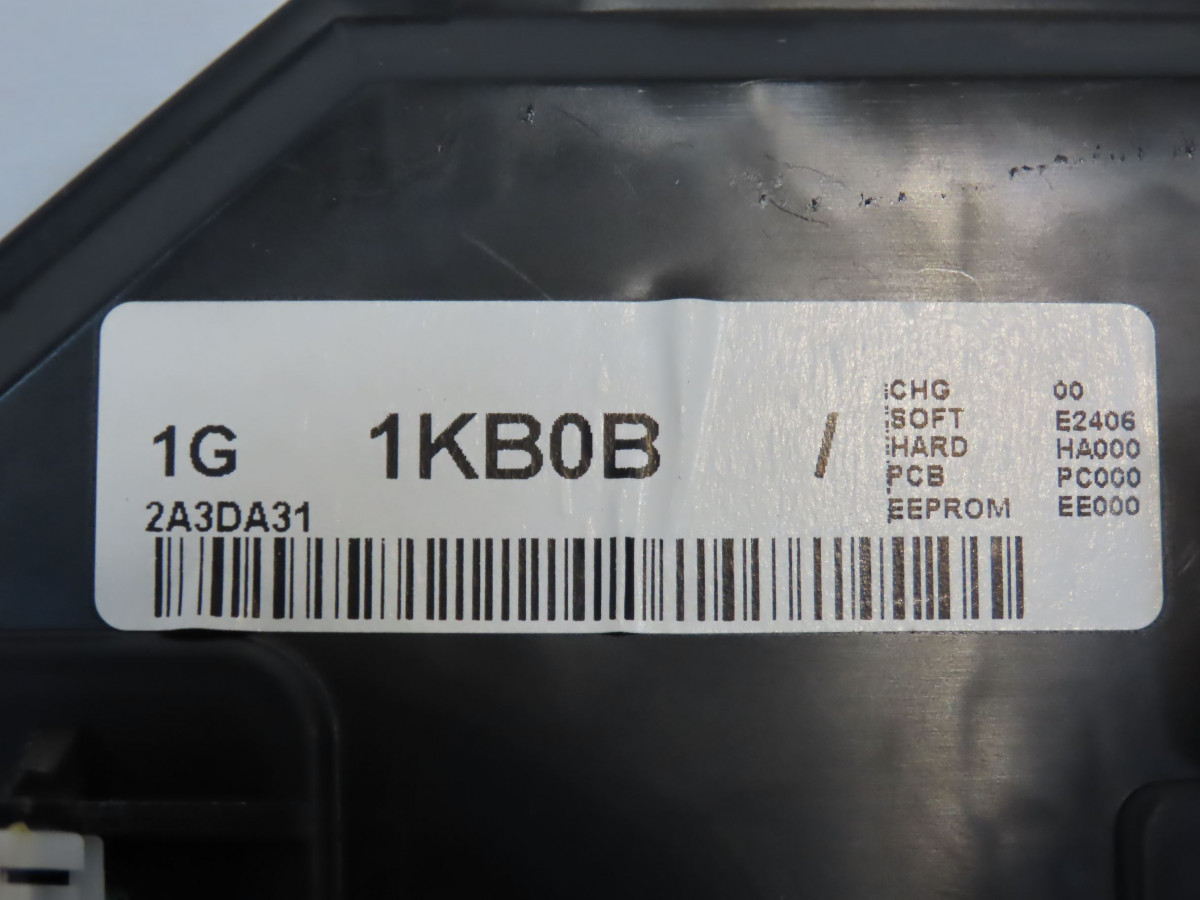 CHG 00
SOFT E2406
1G 1KB0B / HARD HA000
PCB PC000
2A3DA31 EEPROM EE000